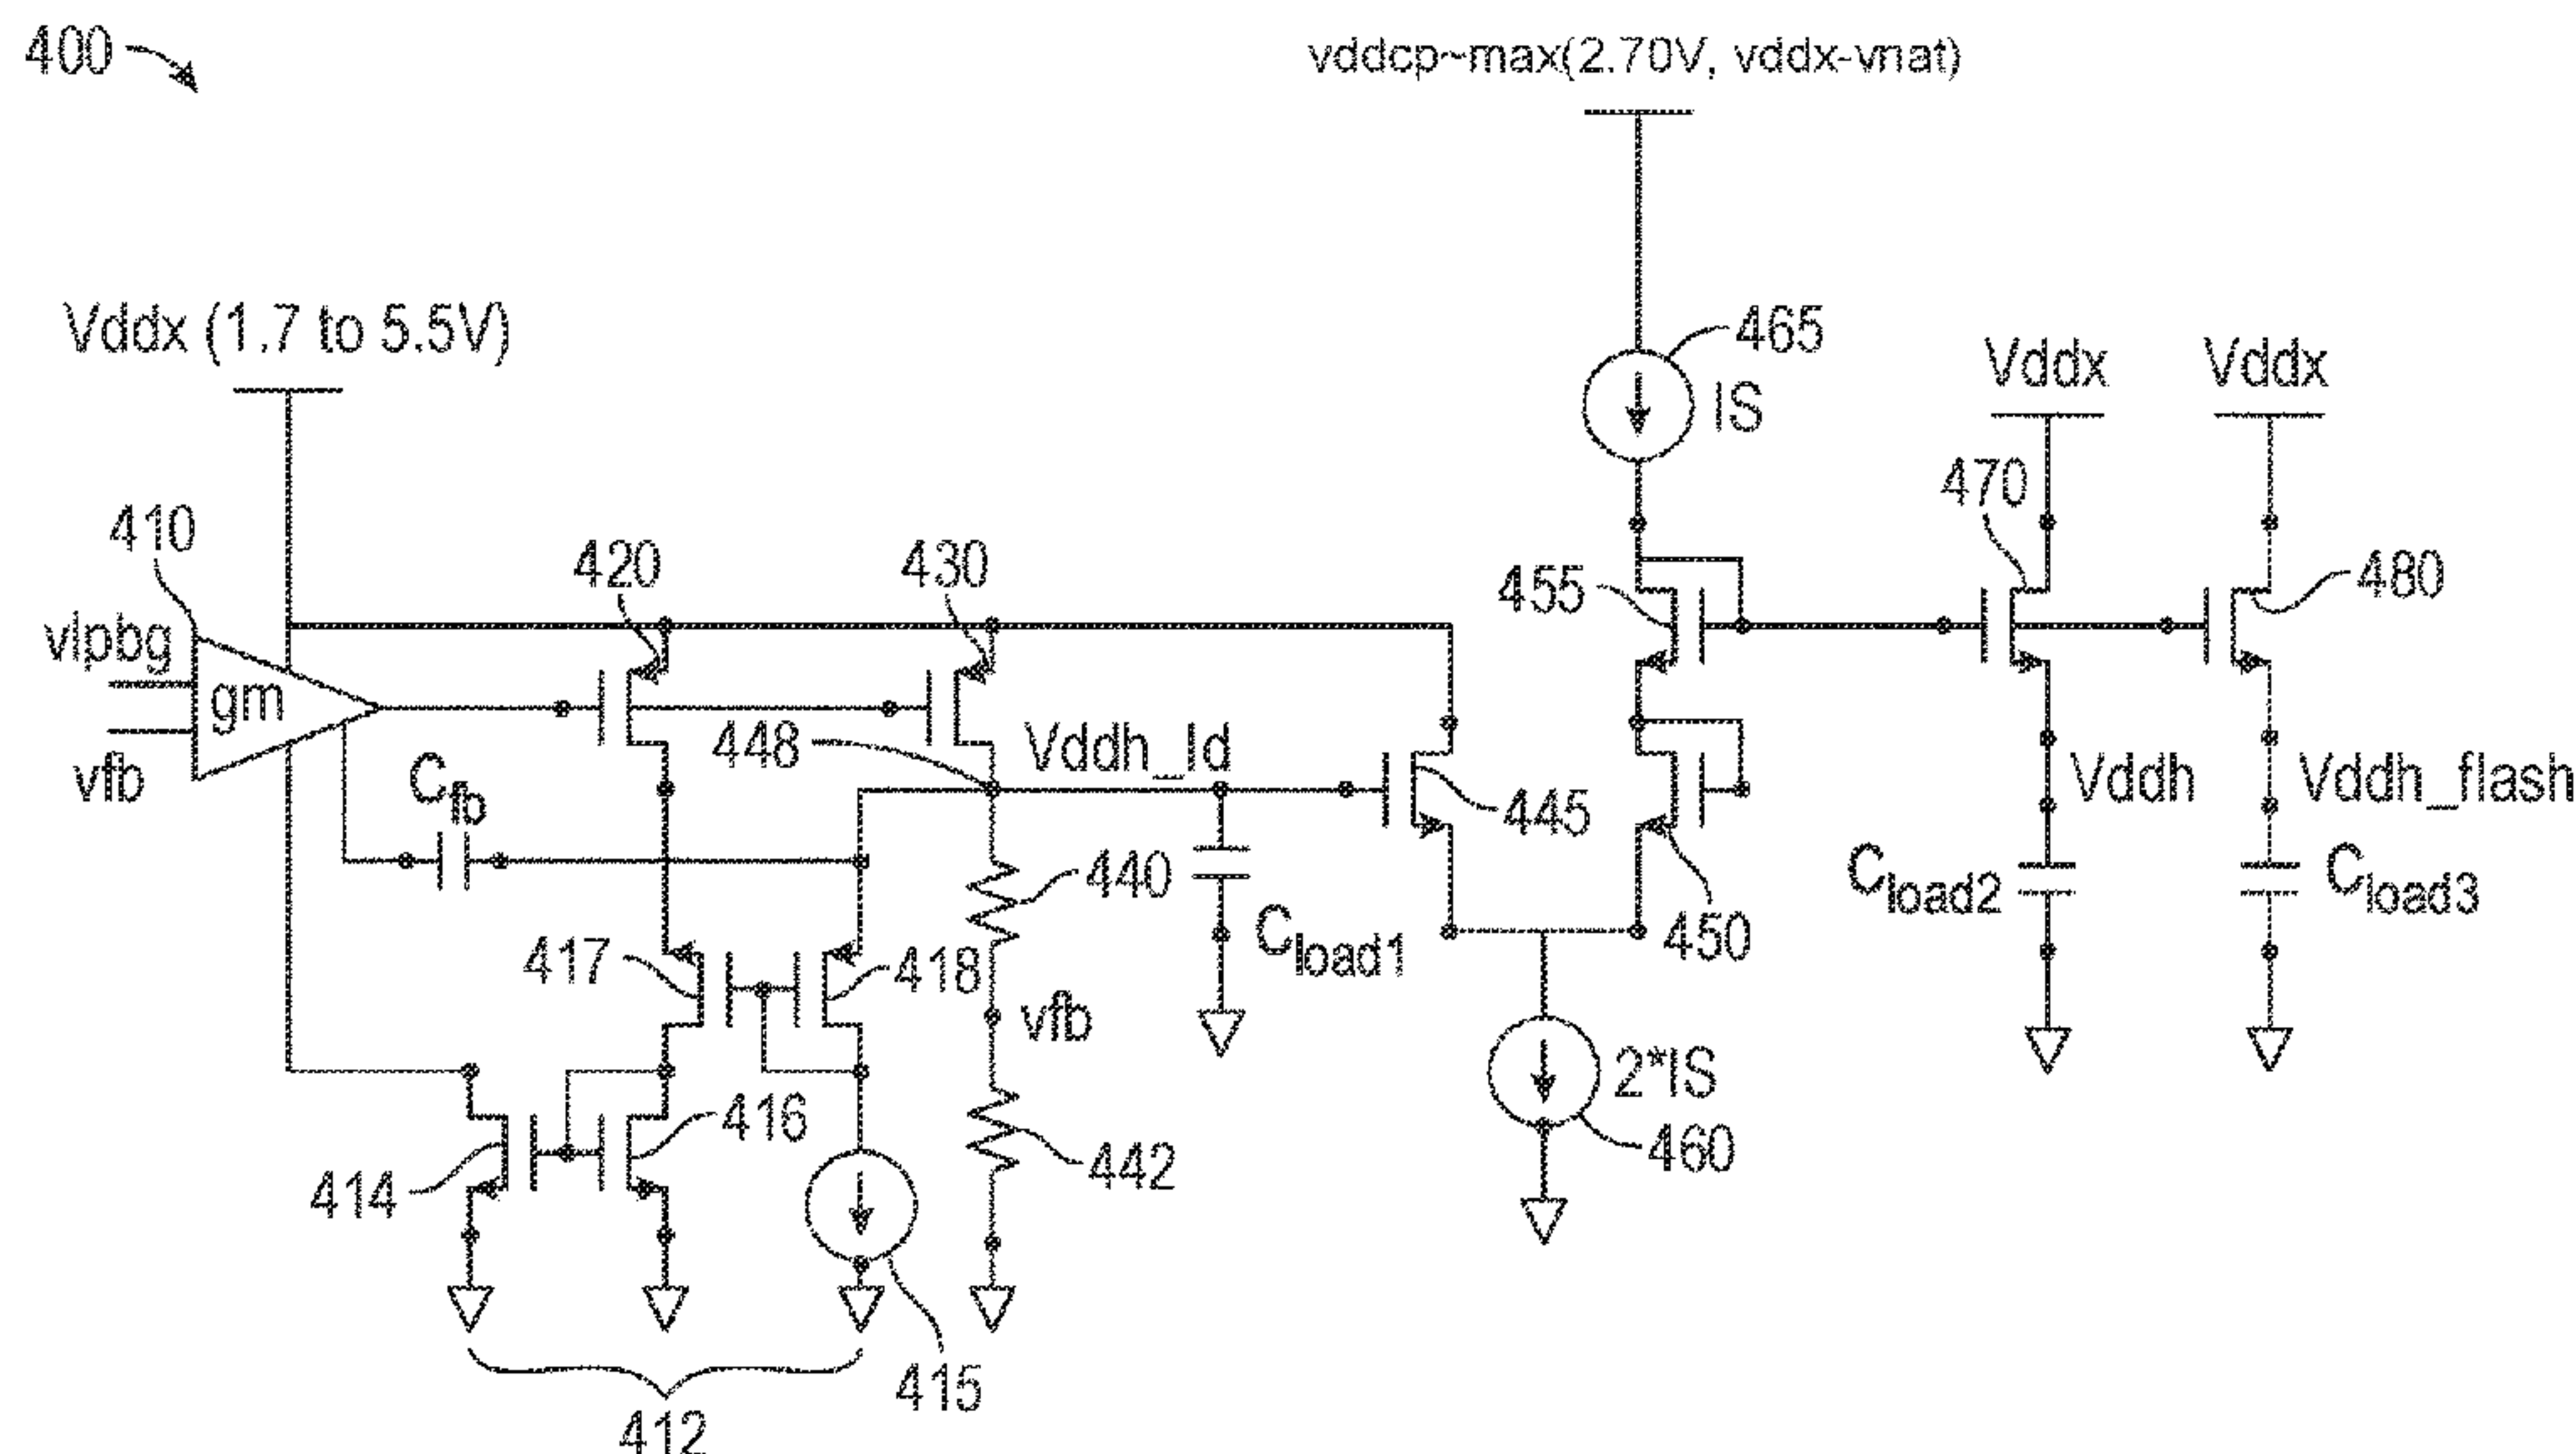 400
vddcp~max(2.70V, vddx-vnat)
Vddx (1.7 to 5.5V)
465
IS
Vddx
Vddx
410
420
430
455
470
480
vlpbg
gm
vfb
448
Vddh_ld
445
Vddh
Vddh_flash
Cfb
440
Cload1
450
Cload2
Cload3
417
418
vfb
2*IS
460
414
416
442
415
412